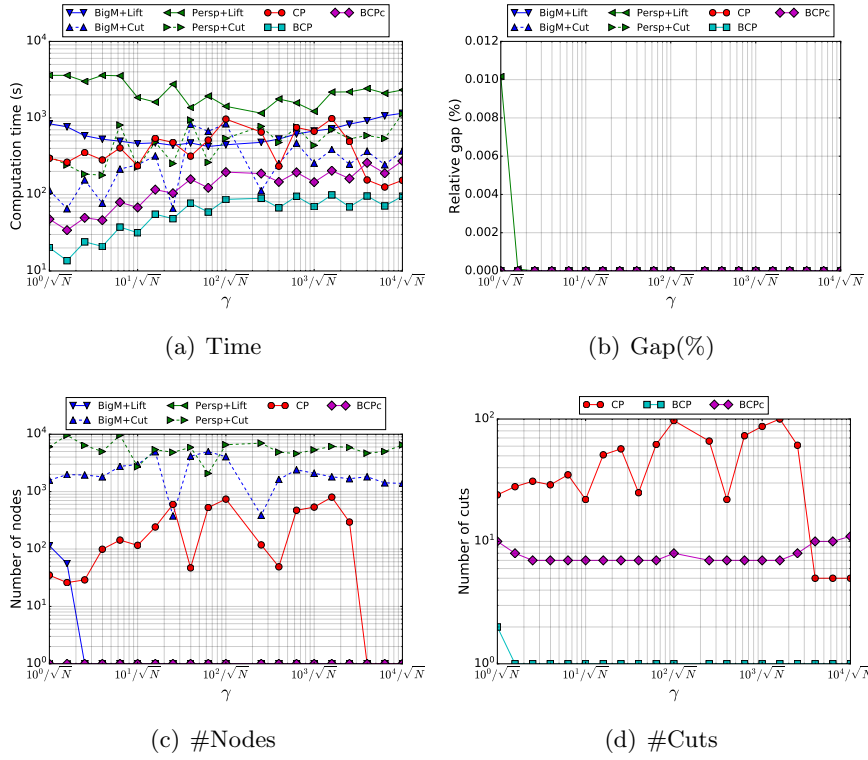 BigM+Lift Persp+Lift CP BCPc
BigM+Cut Persp+Cut BCP
Computation time (s)
10^4
10^3
10^2
10^1
10^0/√N 10^1/√N 10^2/√N 10^3/√N 10^4/√N
γ
(a) Time
BigM+Lift Persp+Lift CP BCPc
BigM+Cut Persp+Cut BCP
Relative gap (%)
0.012
0.010
0.008
0.006
0.004
0.002
0.000
10^0/√N 10^1/√N 10^2/√N 10^3/√N 10^4/√N
γ
(b) Gap(%)
BigM+Lift Persp+Lift CP BCPc
BigM+Cut Persp+Cut BCP
Number of nodes
10^4
10^3
10^2
10^1
10^0
10^0/√N 10^1/√N 10^2/√N 10^3/√N 10^4/√N
γ
(c) #Nodes
CP BCP BCPc
Number of cuts
10^2
10^1
10^0
10^0/√N 10^1/√N 10^2/√N 10^3/√N 10^4/√N
γ
(d) #Cuts